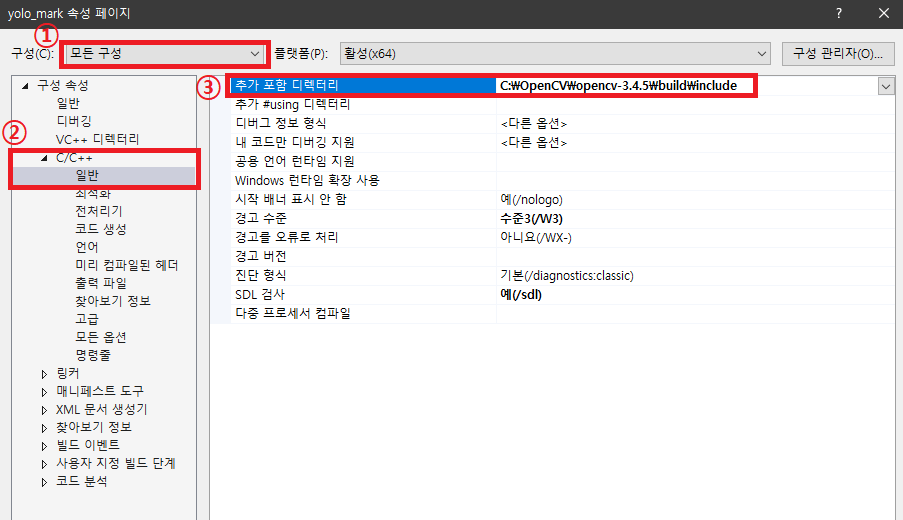 yolo_mark 속성 페이지
?
①
구성(C): 모든 구성 플랫폼(P): 활성(x64) 구성 관리자(O)...
구성 속성
일반
디버깅
②
VC++ 디렉터리
C/C++
일반
최적화
전처리기
코드 생성
언어
미리 컴파일된 헤더
출력 파일
찾아보기 정보
고급
모든 옵션
명령줄
링커
매니페스트 도구
XML 문서 생성기
찾아보기 정보
빌드 이벤트
사용자 지정 빌드 단계
코드 분석
③
추가 포함 디렉터리 C:₩OpenCV₩opencv-3.4.5₩build₩include
추가 #using 디렉터리
디버그 정보 형식 <다른 옵션>
내 코드만 디버깅 지원 <다른 옵션>
공용 언어 런타임 지원
Windows 런타임 확장 사용
시작 배너 표시 안 함 예(/nologo)
경고 수준 수준3(/W3)
경고를 오류로 처리 아니요(/WX-)
경고 버전
진단 형식 기본(/diagnostics:classic)
SDL 검사 예(/sdl)
다중 프로세서 컴파일